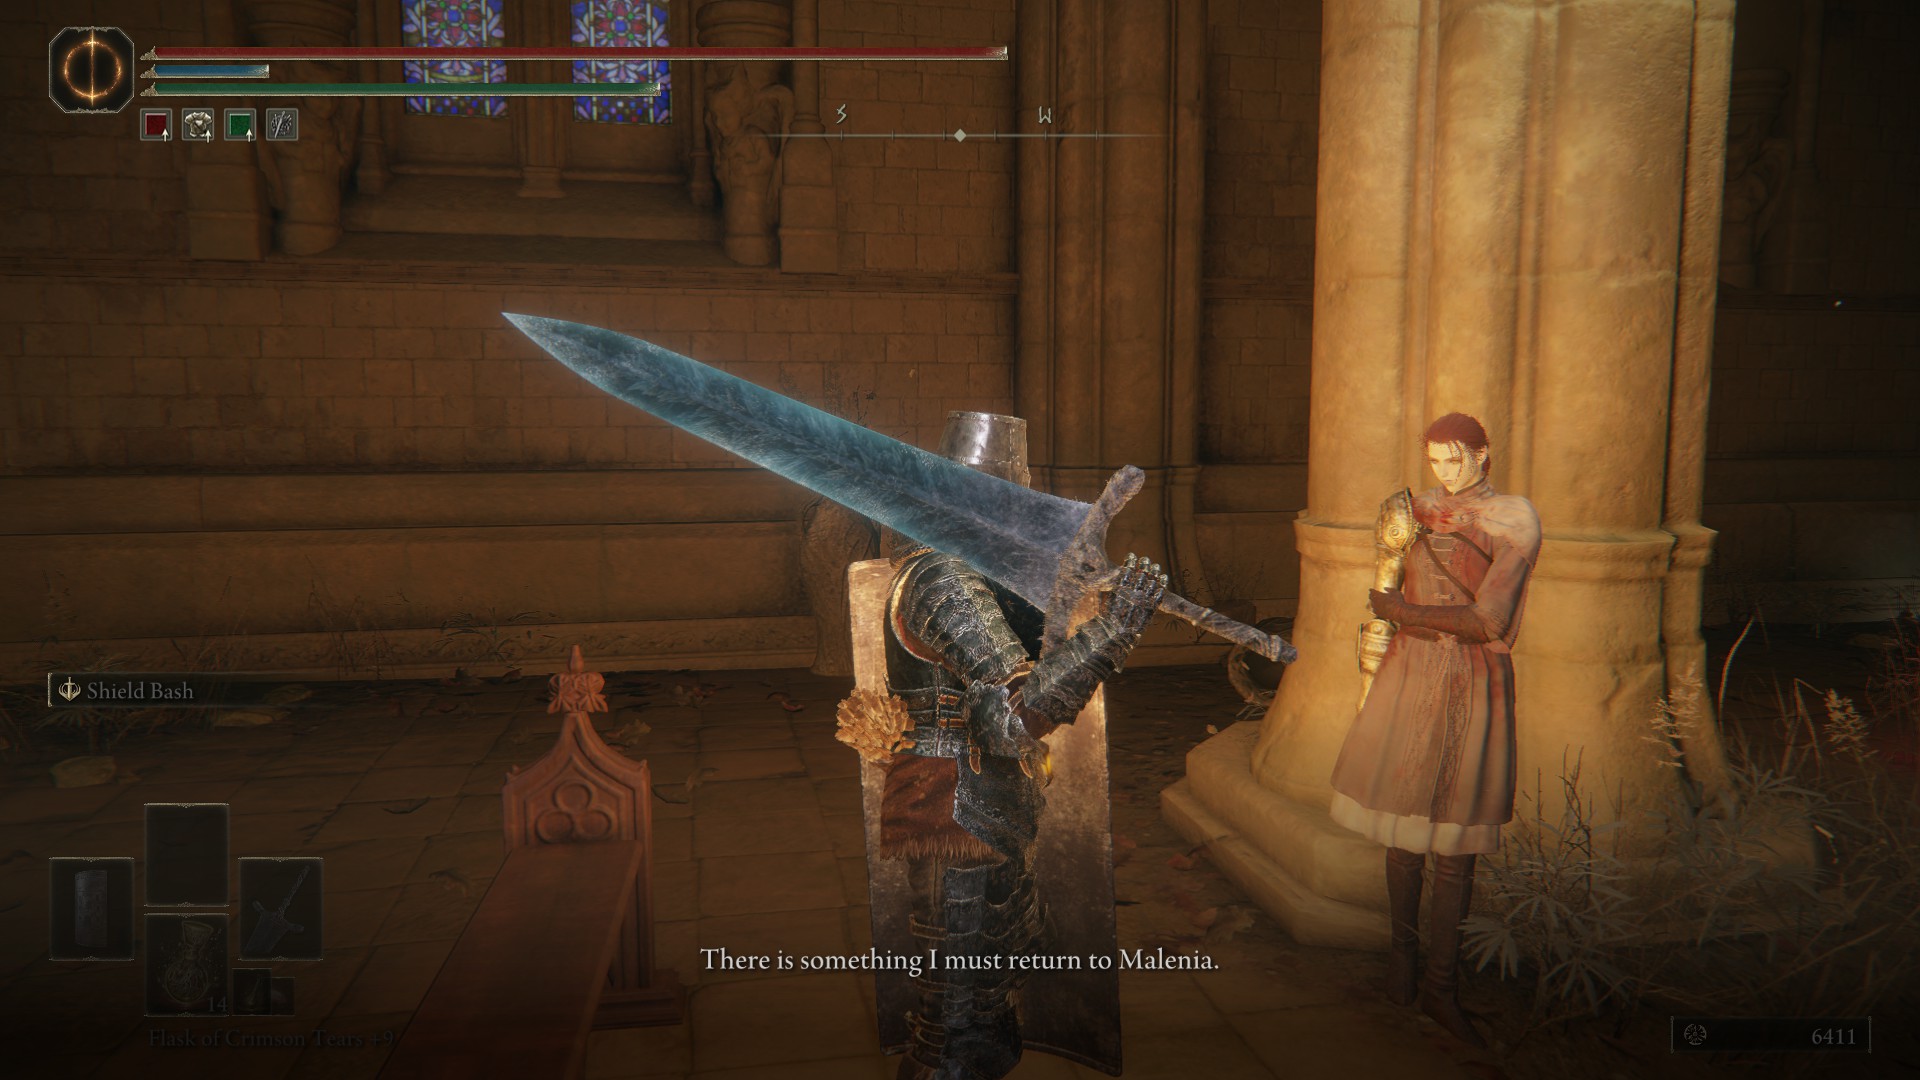 S
W
Shield Bash
14
Flask of Crimson Tears +9
There is something I must return to Malenia.
6411